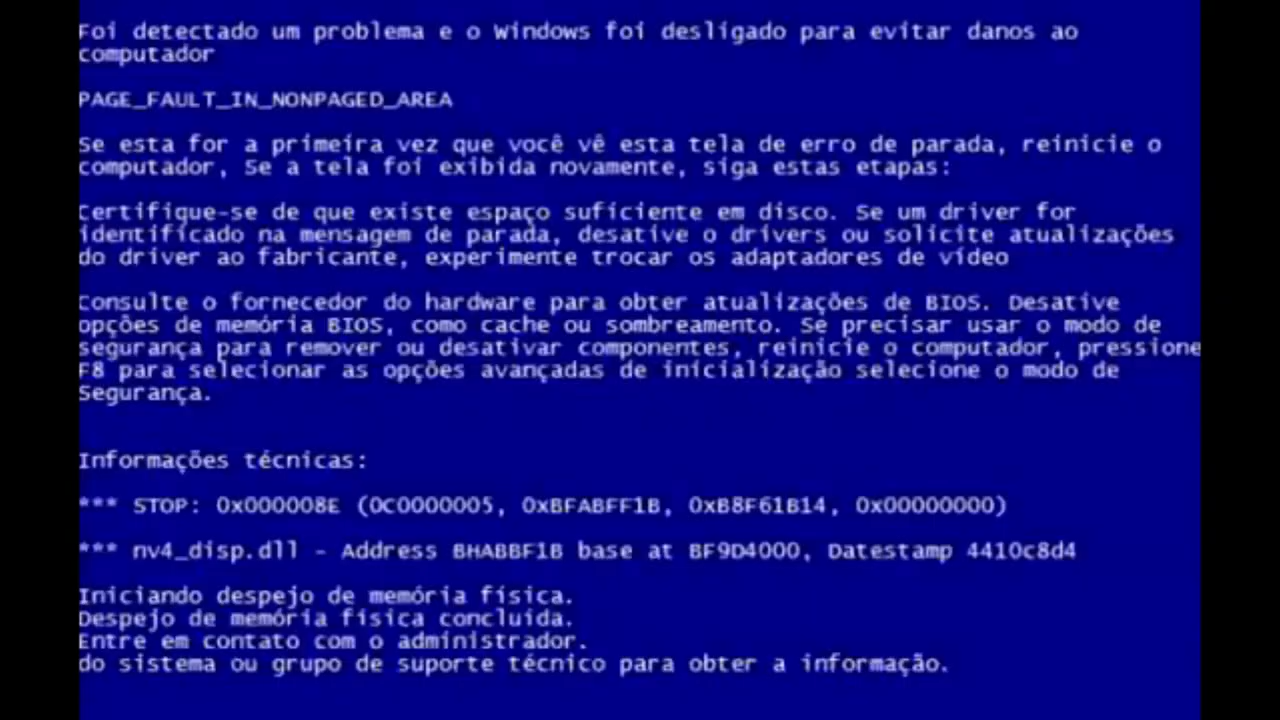 Foi detectado um problema e o Windows foi desligado para evitar danos ao
computador
PAGE_FAULT_IN_NONPAGED_AREA
Se esta for a primeira vez que você vê esta tela de erro de parada, reinicie o
computador, Se a tela foi exibida novamente, siga estas etapas:
Certifique-se de que existe espaço suficiente em disco. Se um driver for
identificado na mensagem de parada, desative o drivers ou solicite atualizações
do driver ao fabricante, experimente trocar os adaptadores de vídeo
Consulte o fornecedor do hardware para obter atualizações de BIOS. Desative
opções de memória BIOS, como cache ou sombreamento. Se precisar usar o modo de
segurança para remover ou desativar componentes, reinicie o computador, pressione
F8 para selecionar as opções avançadas de inicialização selecione o modo de
Segurança.
Informações técnicas:
*** STOP: 0x000008E (0C0000005, 0xBFABFF1B, 0xB8F61B14, 0x00000000)
*** nv4_disp.dll - Address BHABBF1B base at BF9D4000, Datestamp 4410c8d4
Iniciando despejo de memória física.
Despejo de memória física concluída.
Entre em contato com o administrador.
do sistema ou grupo de suporte técnico para obter a informação.